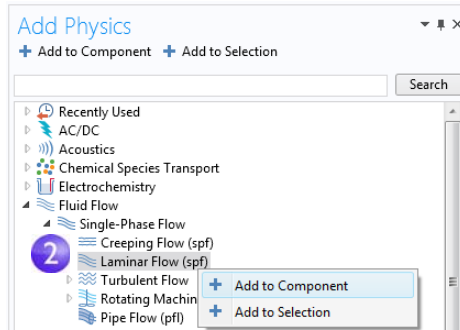 Add Physics
Add to Component Add to Selection
Search
Recently Used
AC/DC
Acoustics
Chemical Species Transport
Electrochemistry
Fluid Flow
Single-Phase Flow
Creeping Flow (spf)
2 Laminar Flow (spf)
Turbulent Flow
Add to Component
Rotating Machin
Add to Selection
Pipe Flow (pfl)